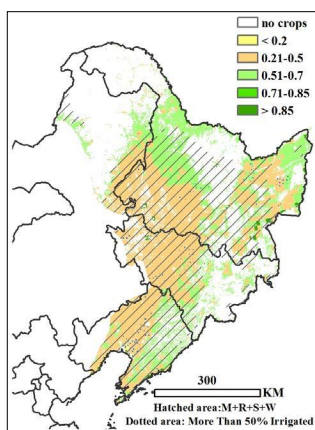 no crops
< 0.2
0.21-0.5
0.51-0.7
0.71-0.85
> 0.85
300
KM
Hatched area:M+R+S+W
Dotted area: More Than 50% Irrigated